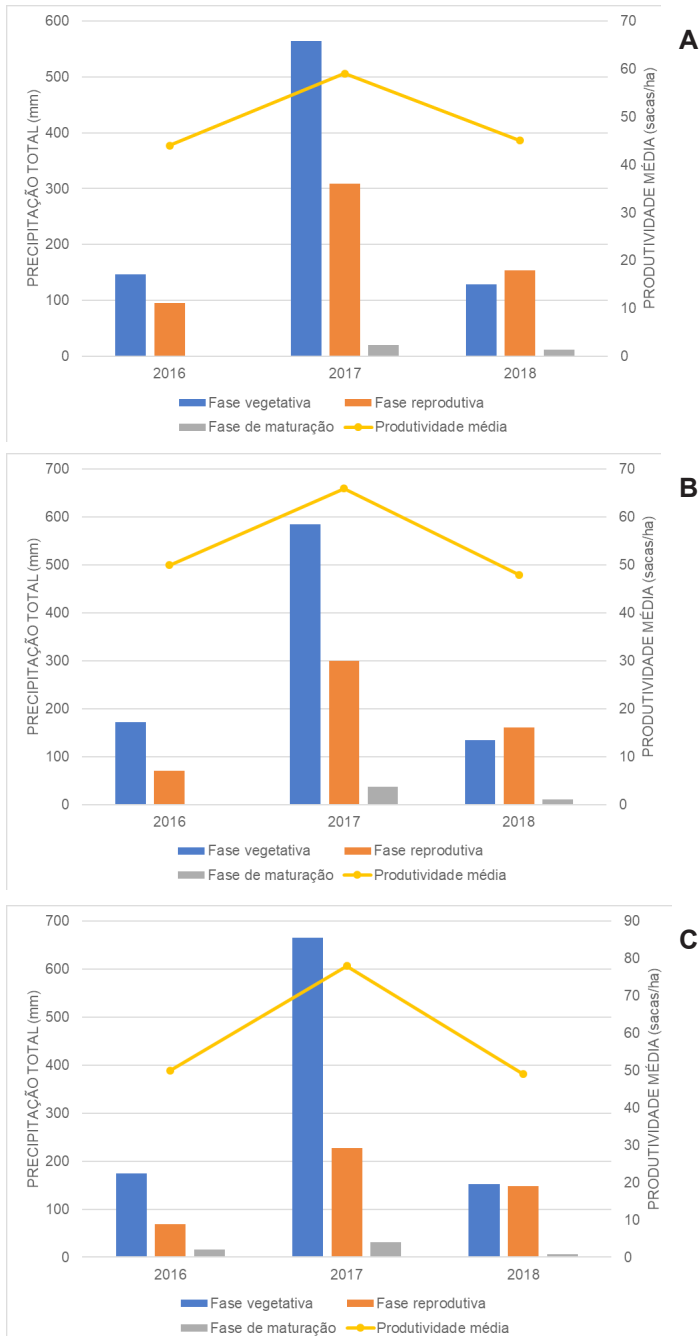 A
PRECIPITAÇÃO TOTAL (mm)
600
500
400
300
200
100
0
PRODUTIVIDADE MÉDIA (sacas/ha)
70
60
50
40
30
20
10
0
2016 2017 2018
Fase vegetativa Fase reprodutiva
Fase de maturação Produtividade média
B
PRECIPITAÇÃO TOTAL (mm)
700
600
500
400
300
200
100
0
PRODUTIVIDADE MÉDIA (sacas/ha)
70
60
50
40
30
20
10
0
2016 2017 2018
Fase vegetativa Fase reprodutiva
Fase de maturação Produtividade média
C
PRECIPITAÇÃO TOTAL (mm)
700
600
500
400
300
200
100
0
PRODUTIVIDADE MÉDIA (sacas/ha)
90
80
70
60
50
40
30
20
10
0
2016 2017 2018
Fase vegetativa Fase reprodutiva
Fase de maturação Produtividade média